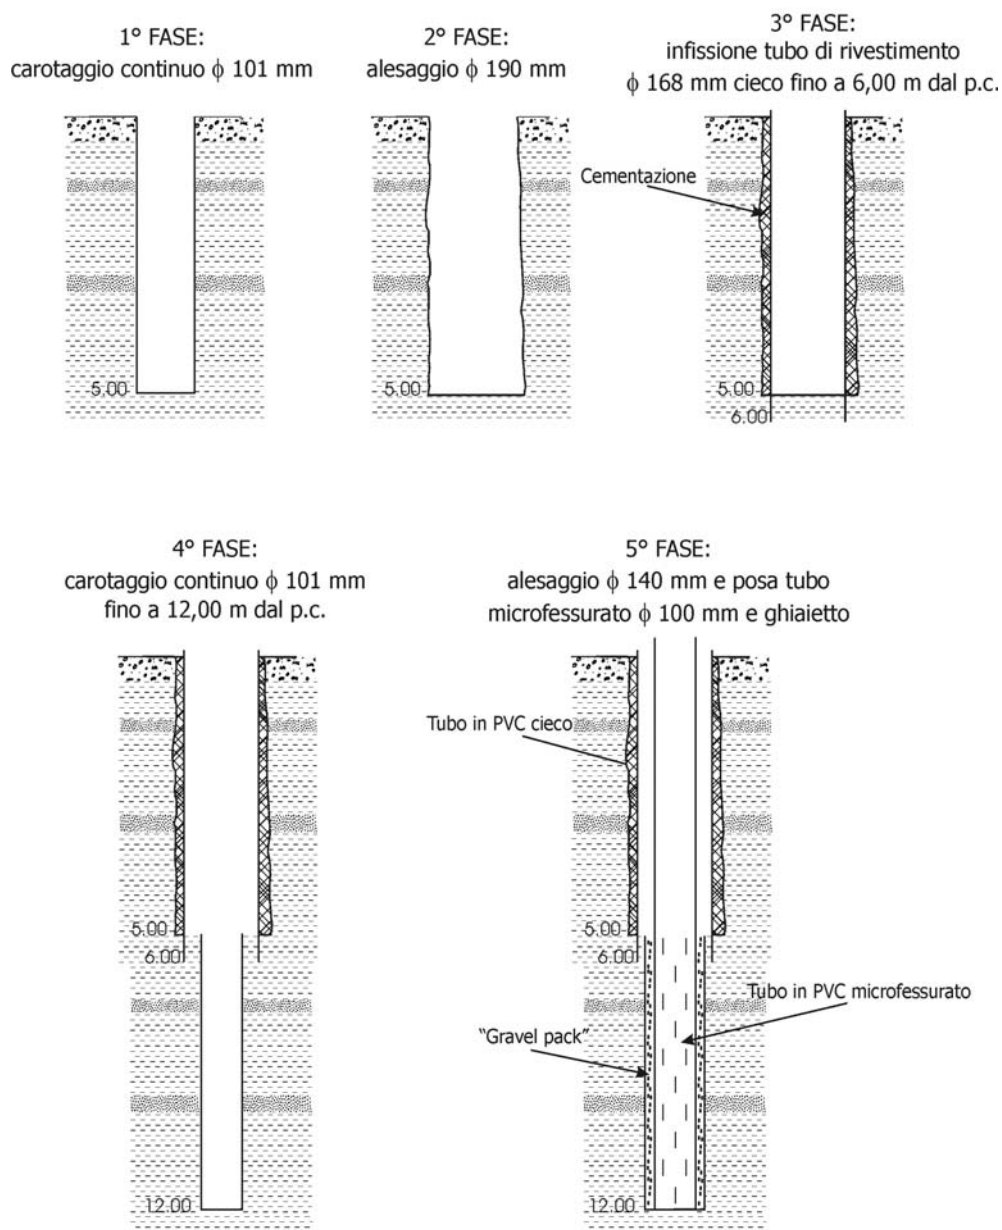 1° FASE:
carotaggio continuo ϕ 101 mm
5.00
2° FASE:
alesaggio ϕ 190 mm
5.00
3° FASE:
infissione tubo di rivestimento
ϕ 168 mm cieco fino a 6,00 m dal p.c.
Cementazione
5.00
6.00
4° FASE:
carotaggio continuo ϕ 101 mm
fino a 12,00 m dal p.c.
5.00
6.00
12.00
5° FASE:
alesaggio ϕ 140 mm e posa tubo
microfessurato ϕ 100 mm e ghiaietto
Tubo in PVC cieco
5.00
6.00
Tubo in PVC microfessurato
“Gravel pack”
12.00